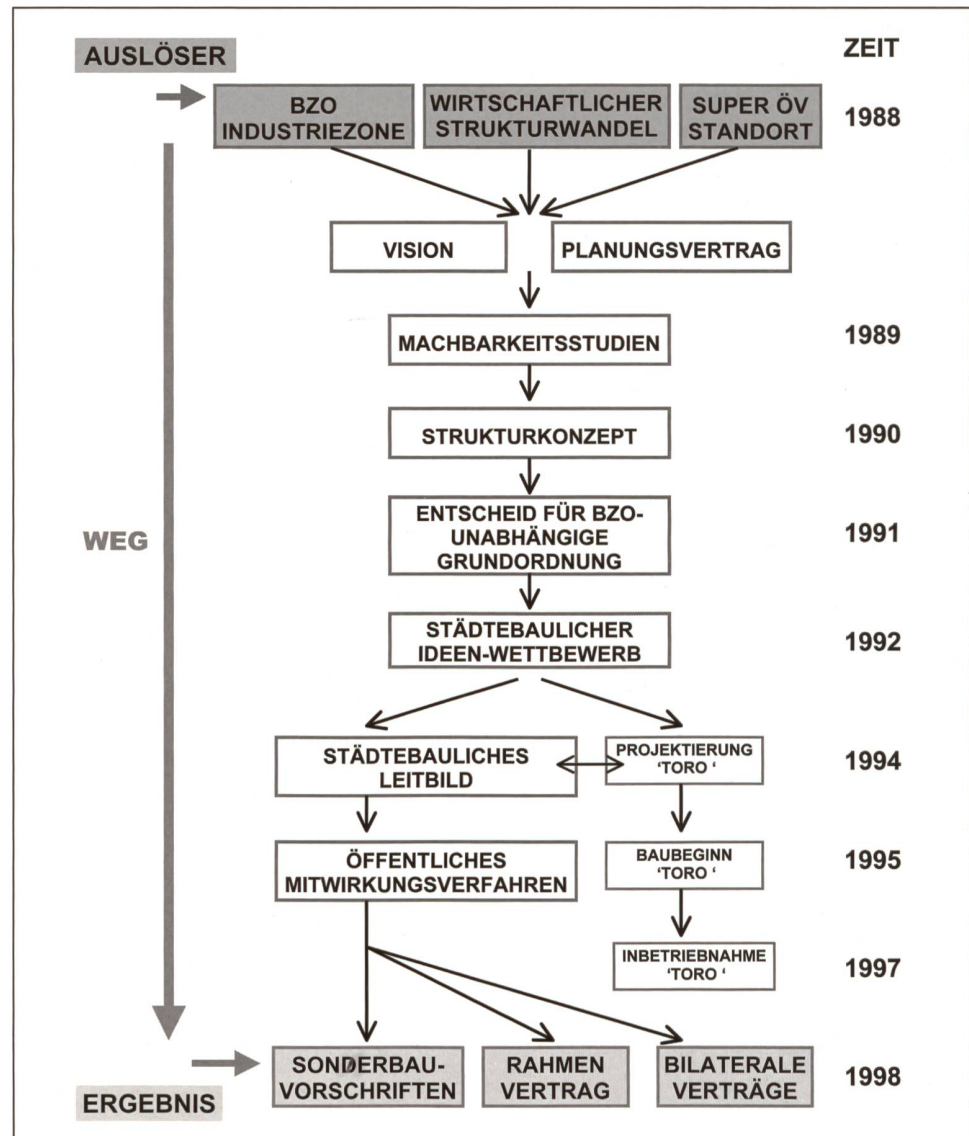 AUSLÖSER
ZEIT
BZO
INDUSTRIEZONE
WIRTSCHAFTLICHER
STRUKTURWANDEL
SUPER ÖV
STANDORT
1988
VISION
PLANUNGSVERTRAG
MACHBARKEITSSTUDIEN
1989
STRUKTURKONZEPT
1990
WEG
ENTSCHEID FÜR BZO-
UNABHÄNGIGE
GRUNDORDNUNG
1991
STÄDTEBAULICHER
IDEEN-WETTBEWERB
1992
STÄDTEBAULICHES
LEITBILD
PROJEKTIERUNG
'TORO '
1994
ÖFFENTLICHES
MITWIRKUNGSVERFAHREN
BAUBEGINN
'TORO '
1995
INBETRIEBNAHME
'TORO '
1997
SONDERBAU-
VORSCHRIFTEN
RAHMEN
VERTRAG
BILATERALE
VERTRÄGE
1998
ERGEBNIS